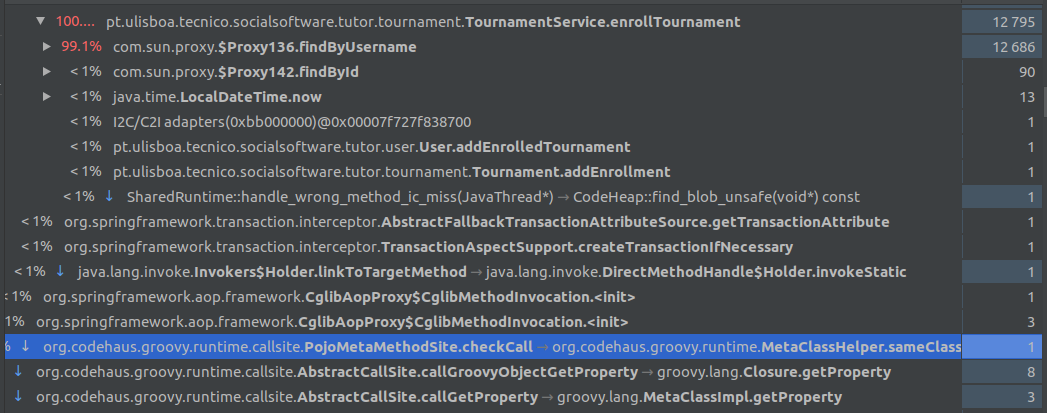 100.... pt.ulisboa.tecnico.socialsoftware.tutor.tournament.TournamentService.enrollTournament 12 795
99.1% com.sun.proxy.$Proxy136.findByUsername 12 686
< 1% com.sun.proxy.$Proxy142.findById 90
< 1% java.time.LocalDateTime.now 13
< 1% I2C/C2I adapters(0xbb000000)@0x00007f727f838700 1
< 1% pt.ulisboa.tecnico.socialsoftware.tutor.user.User.addEnrolledTournament 1
< 1% pt.ulisboa.tecnico.socialsoftware.tutor.tournament.Tournament.addEnrollment 1
< 1% ↓ SharedRuntime::handle_wrong_method_ic_miss(JavaThread*) → CodeHeap::find_blob_unsafe(void*) const 1
< 1% org.springframework.transaction.interceptor.AbstractFallbackTransactionAttributeSource.getTransactionAttribute 1
< 1% org.springframework.transaction.interceptor.TransactionAspectSupport.createTransactionIfNecessary 1
< 1% ↓ java.lang.invoke.Invokers$Holder.linkToTargetMethod → java.lang.invoke.DirectMethodHandle$Holder.invokeStatic 1
< 1% org.springframework.aop.framework.CglibAopProxy$CglibMethodInvocation.<init> 1
1% org.springframework.aop.framework.CglibAopProxy$CglibMethodInvocation.<init> 3
% ↓ org.codehaus.groovy.runtime.callsite.PojoMetaMethodSite.checkCall → org.codehaus.groovy.runtime.MetaClassHelper.sameClass 1
↓ org.codehaus.groovy.runtime.callsite.AbstractCallSite.callGroovyObjectGetProperty → groovy.lang.Closure.getProperty 8
↓ org.codehaus.groovy.runtime.callsite.AbstractCallSite.callGetProperty → groovy.lang.MetaClassImpl.getProperty 3